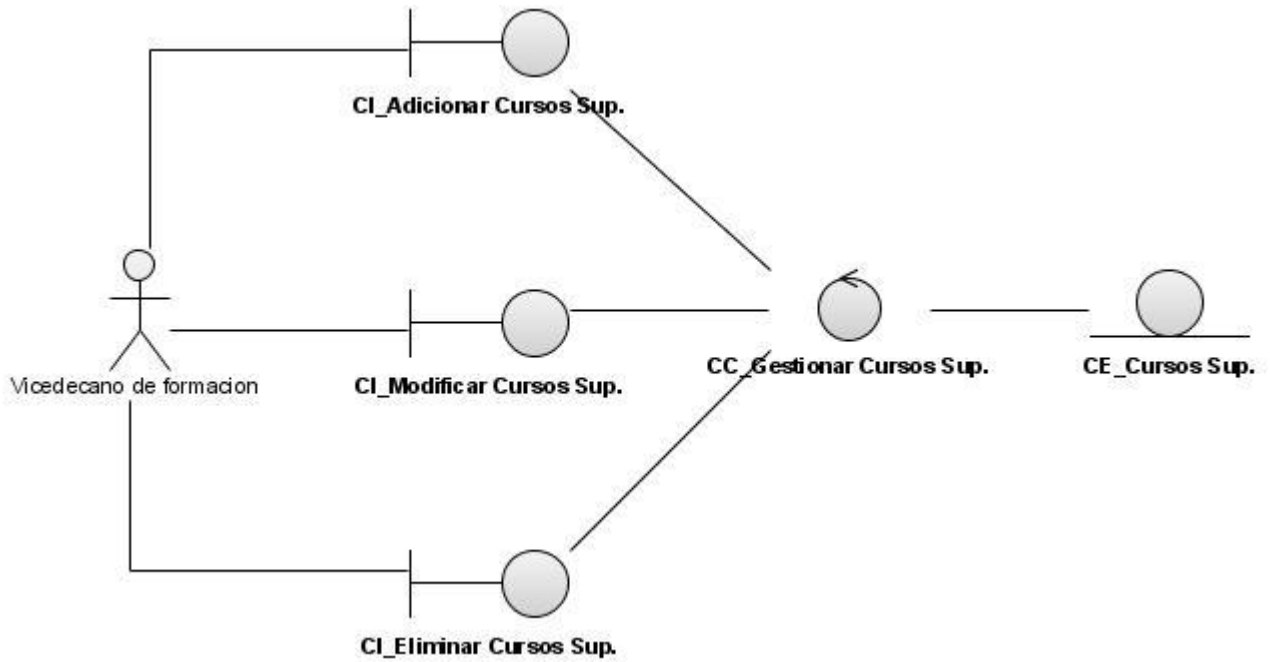 CI_Adicionar Cursos Sup.
Vicedecano de formacion
CI_Modificar Cursos Sup.
CC_Gestionar Cursos Sup.
CE_Cursos Sup.
CI_Eliminar Cursos Sup.